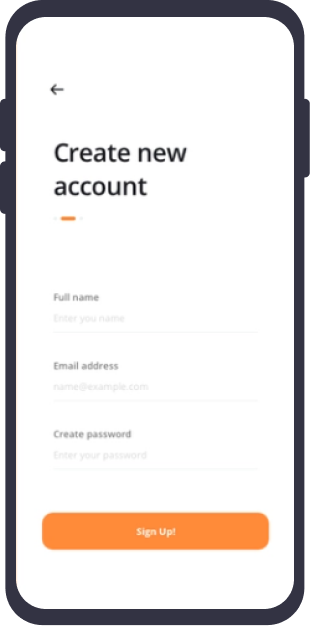 Create new
account
Full name
Enter you name
Email address
name@example.com
Create password
Enter your password
Sign Up!